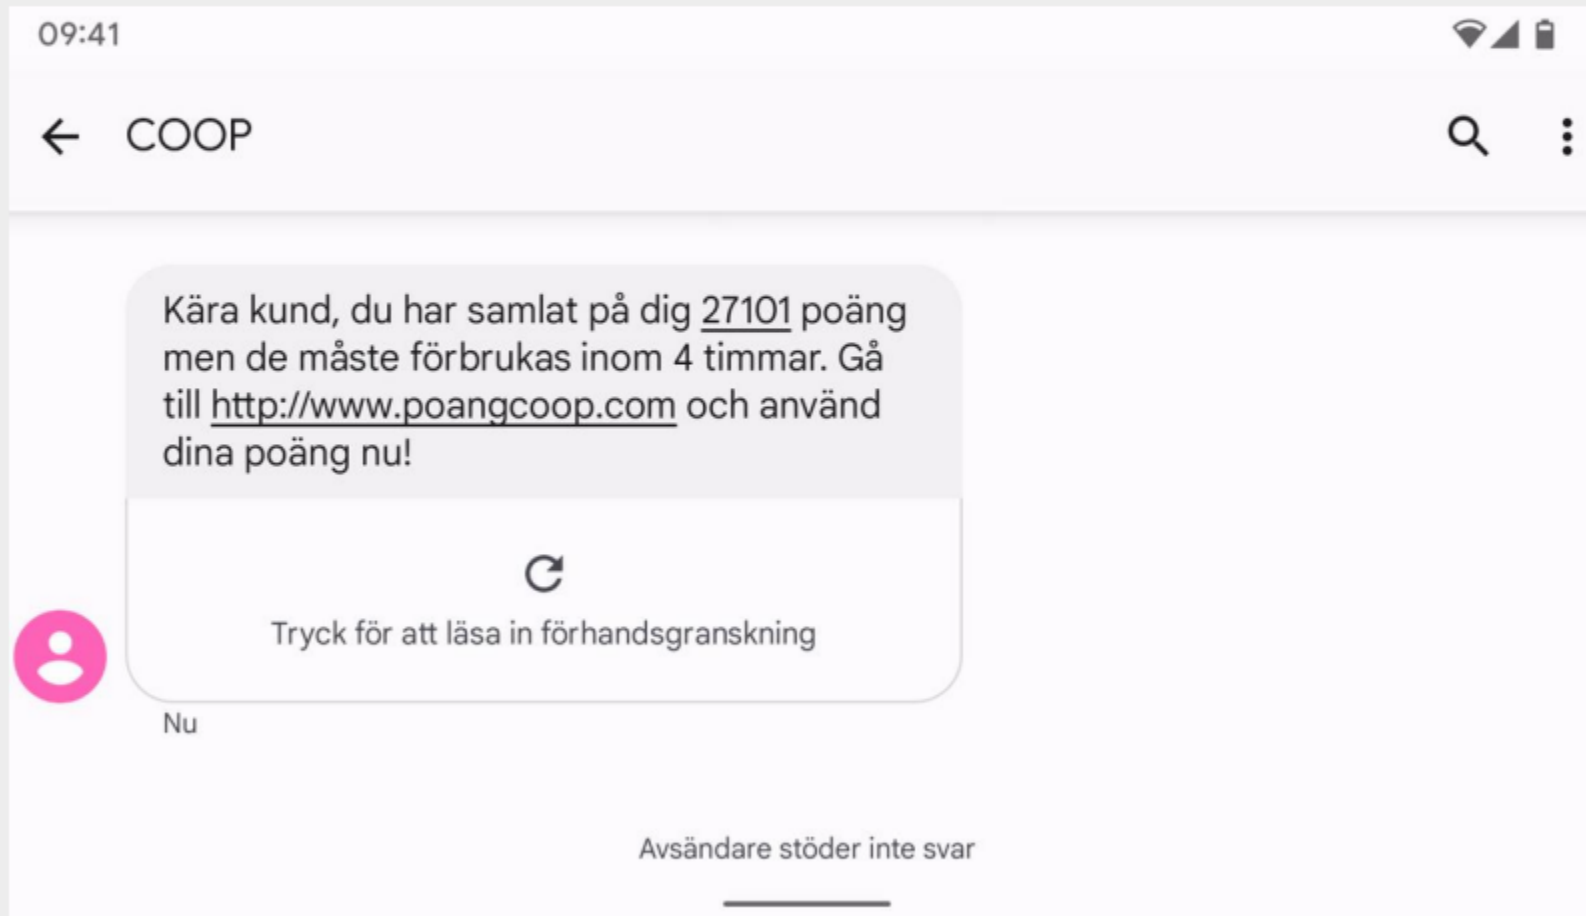 09:41
COOP
Kära kund, du har samlat på dig 27101 poäng
men de måste förbrukas inom 4 timmar. Gå
till http://www.poangcoop.com och använd
dina poäng nu!
Tryck för att läsa in förhandsgranskning
Nu
Avsändare stöder inte svar